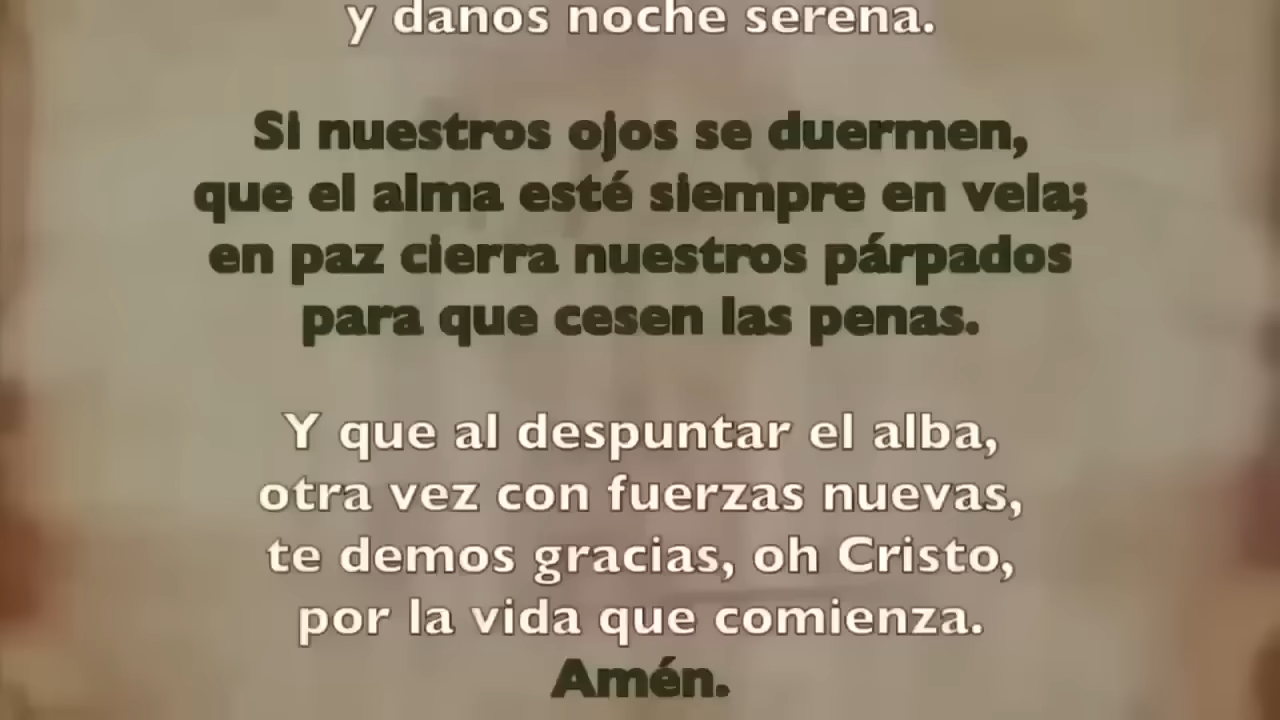 y danos noche serena.
Si nuestros ojos se duermen,
que el alma esté siempre en vela;
en paz cierra nuestros párpados
para que cesen las penas.
Y que al despuntar el alba,
otra vez con fuerzas nuevas,
te demos gracias, oh Cristo,
por la vida que comienza.
Amén.